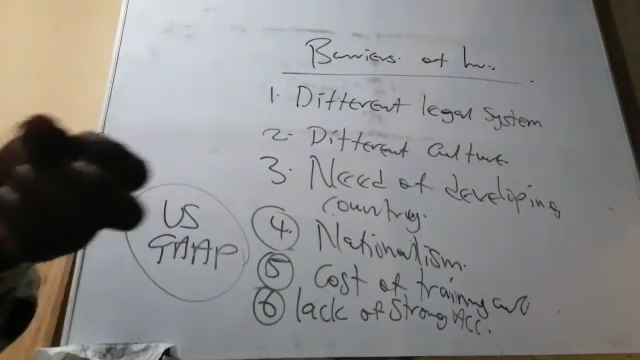 Barriers of
1. Different legal system
2. Different culture
3. Need of developing
country.
4. Nationalism.
5 Cost of training
6 lack of strong Acc.
US
GAAP